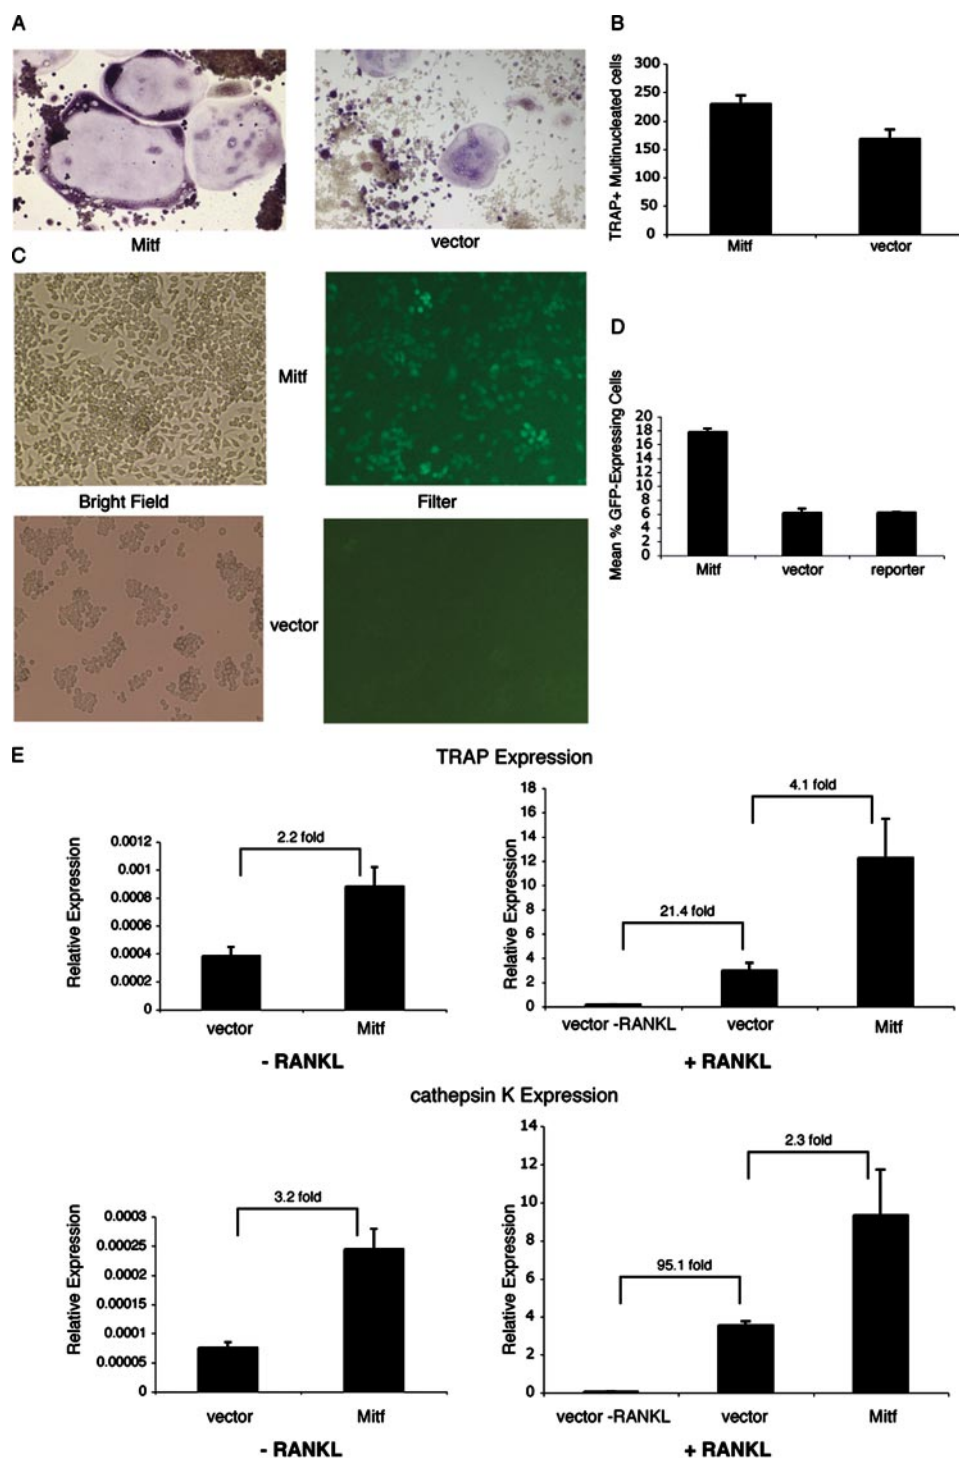 A
Mitf
vector
B
TRAP+ Multinucleated cells
300
250
200
150
100
50
0
Mitf
vector
C
Mitf
Bright Field
Filter
vector
D
Mean % GFP-Expressing Cells
20
18
16
14
12
10
8
6
4
2
0
Mitf
vector
reporter
E
TRAP Expression
Relative Expression
0.0012
0.001
0.0008
0.0006
0.0004
0.0002
0
2.2 fold
vector
Mitf
- RANKL
Relative Expression
18
16
14
12
10
8
6
4
2
0
21.4 fold
4.1 fold
vector -RANKL
vector
Mitf
+ RANKL
cathepsin K Expression
Relative Expression
0.0003
0.00025
0.0002
0.00015
0.0001
0.00005
0
3.2 fold
vector
Mitf
- RANKL
Relative Expression
14
12
10
8
6
4
2
0
95.1 fold
2.3 fold
vector -RANKL
vector
Mitf
+ RANKL